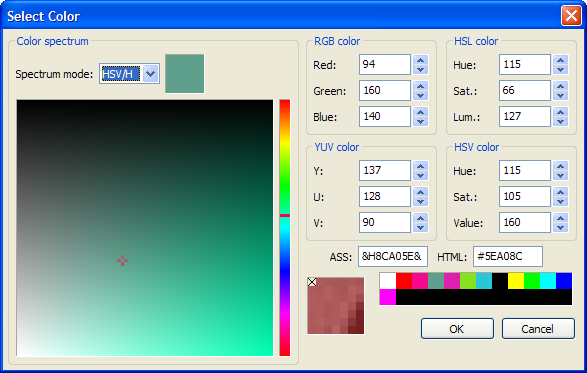 Select Color
Color spectrum
Spectrum mode: HSV/H
RGB color
Red: 94
Green: 160
Blue: 140
HSL color
Hue: 115
Sat.: 66
Lum.: 127
YUV color
Y: 137
U: 128
V: 90
HSV color
Hue: 115
Sat.: 105
Value: 160
ASS: &H8CA05E& HTML: #5EA08C
OK Cancel